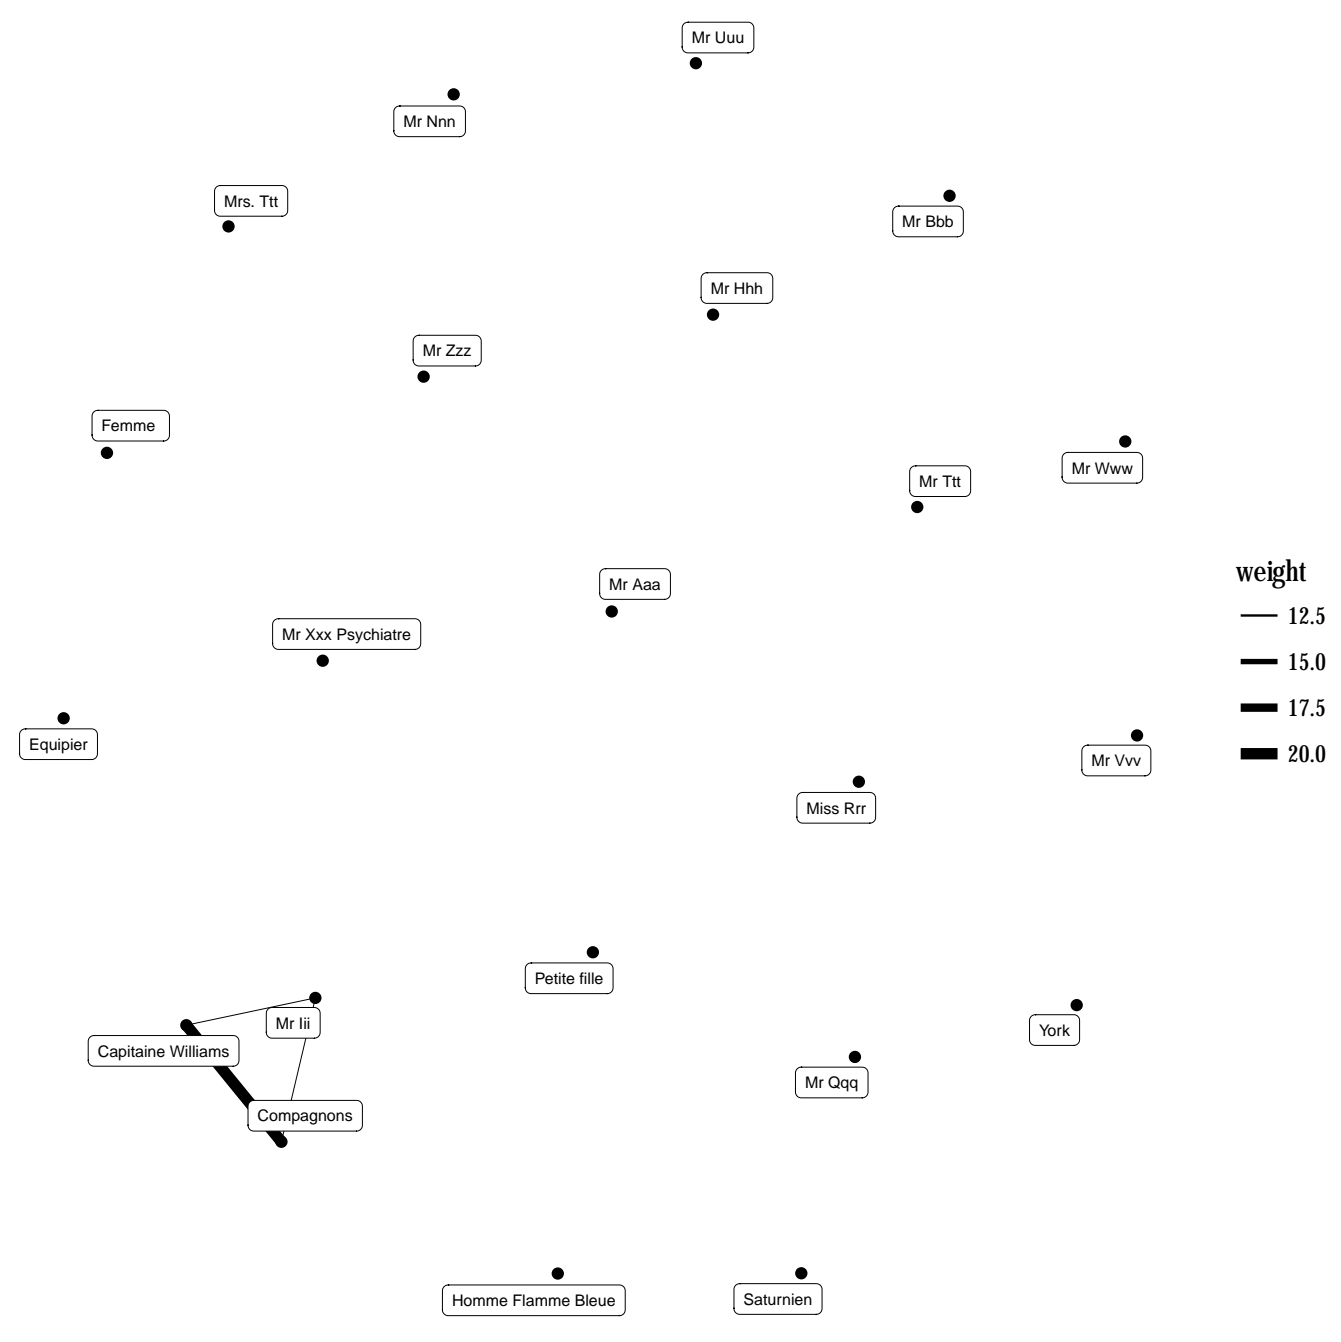 Mr Uuu
Mr Nnn
Mrs. Ttt
Mr Bbb
Mr Hhh
Mr Zzz
Femme
Mr Www
Mr Ttt
weight
Mr Aaa
12.5
Mr Xxx Psychiatre
15.0
17.5
Equipier
20.0
Mr Vvv
Miss Rrr
Petite fille
Mr Iii
York
Capitaine Williams
Mr Qqq
Compagnons
Homme Flamme Bleue
Saturnien